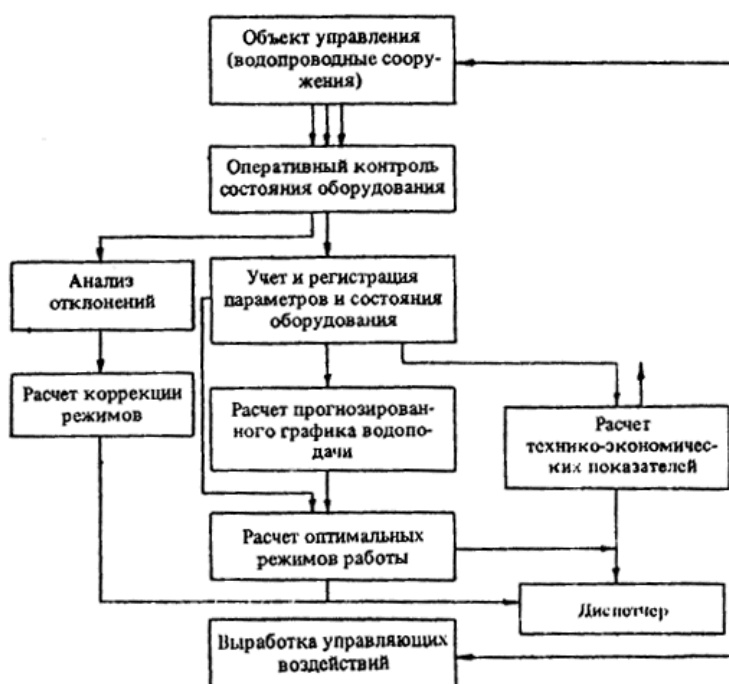 Объект управления
(водопроводные соору-
жения)
Оперативный контроль
состояния оборудования
Анализ
отклонений
Учет и регистрация
параметров и состояния
оборудования
Расчет коррекции
режимов
Расчет прогнозирован-
ного графика водопо-
дачи
Расчет
технико-экономичес-
ких показателей
Расчет оптимальных
режимов работы
Диспотчер
Выработка управляющих
воздействий